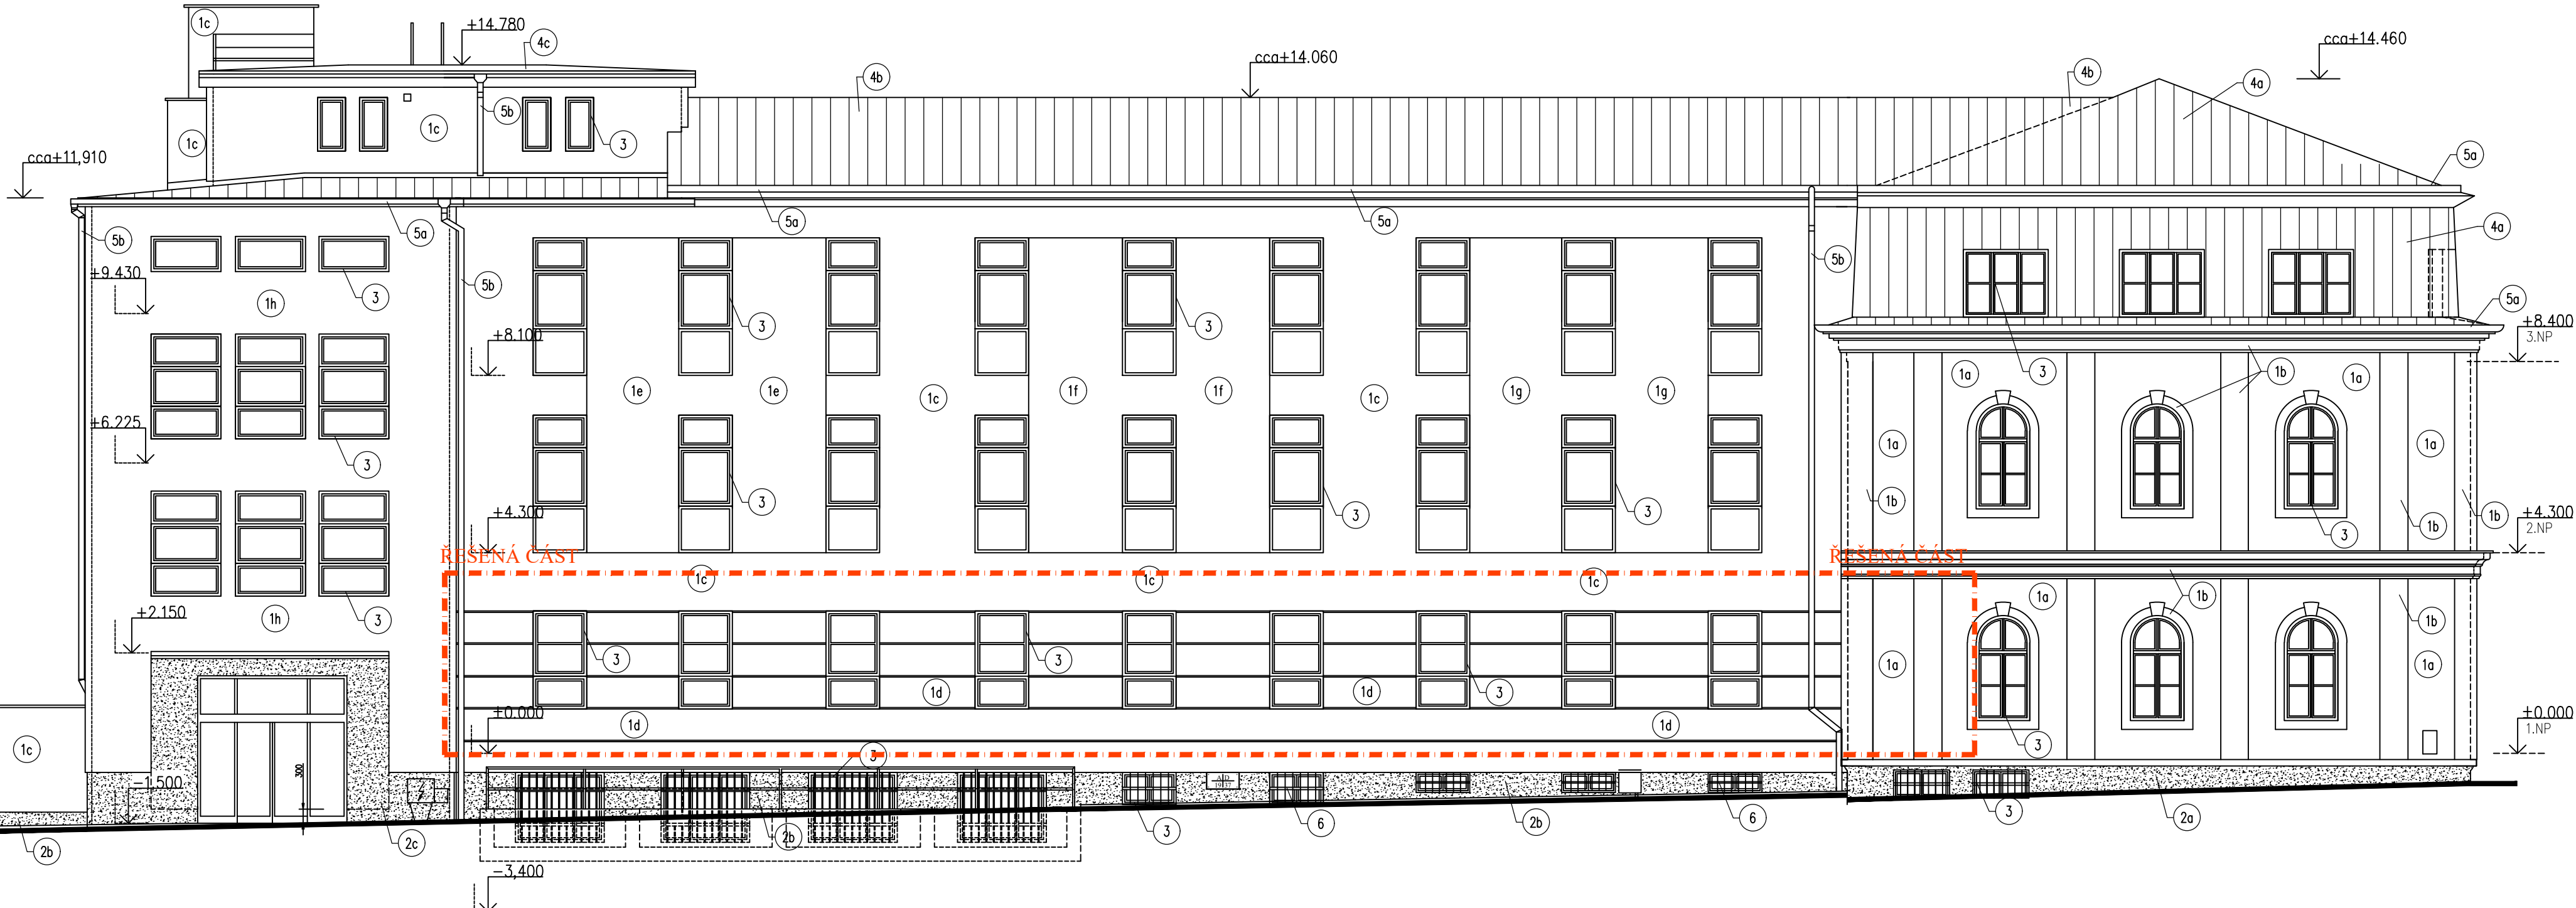 1c
+14.780
4c
cca+14.060
cca+14.460
4b
4b
4a
5b
1c
3
1c
cca+11,910
5a
5a
5a
5a
5b
5b
5b
4a
+9.430
1h
3
3
3
+8.100
3
5a
+8.400
3.NP
1e
1e
1c
1f
1f
1c
1g
1g
1a
1b
1a
+6.225
3
1a
1a
3
3
3
1b
1b
1b
+4.300
+4.300
2.NP
3
ŘEŠENÁ ČÁST
ŘEŠENÁ ČÁST
1c
1c
1c
3
1a
1b
1b
+2.150
1h
3
3
1a
1a
1d
1d
3
±0.000
±0.000
1.NP
1d
1d
1c
3
3
300
-1.500
2b
2c
2b
3
6
2b
6
3
2a
-3,400